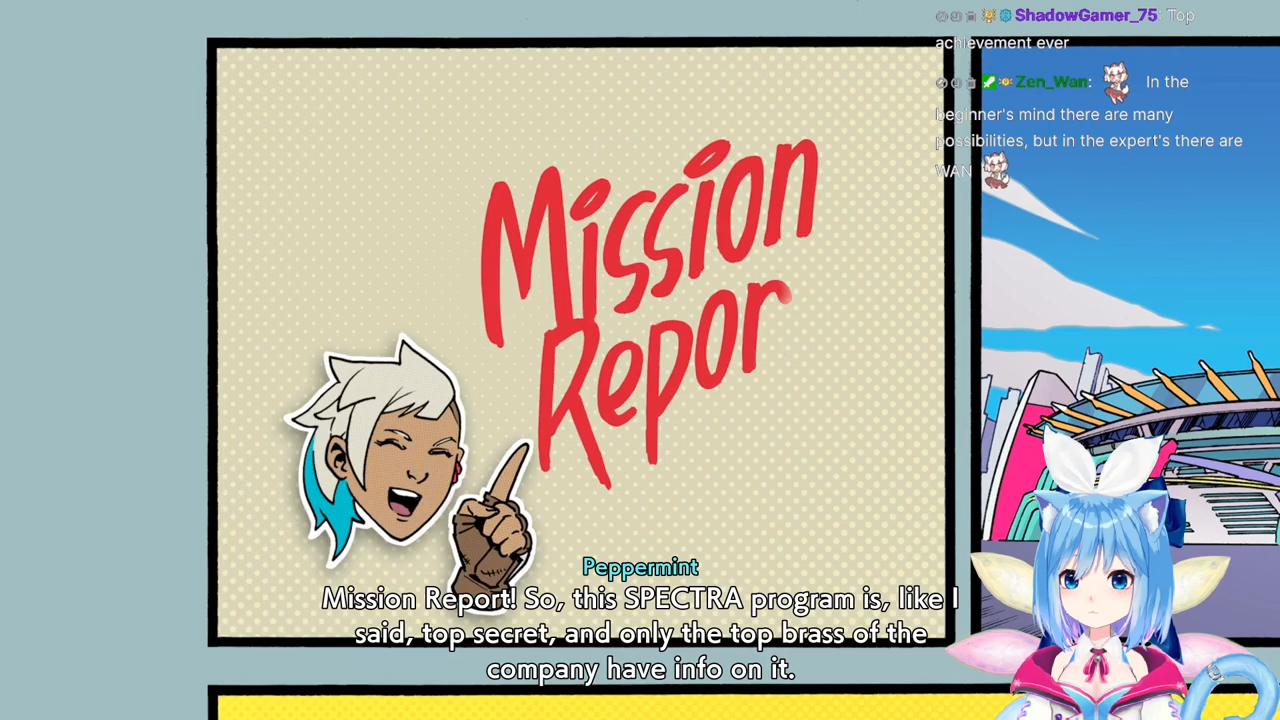 ShadowGamer_75: Top
achievement ever
Zen_Wan: In the
beginner's mind there are many
possibilities, but in the expert's there are
WAN
Mission
Repor
Peppermint
Mission Report! So, this SPECTRA program is, like I
said, top secret, and only the top brass of the
company have info on it.